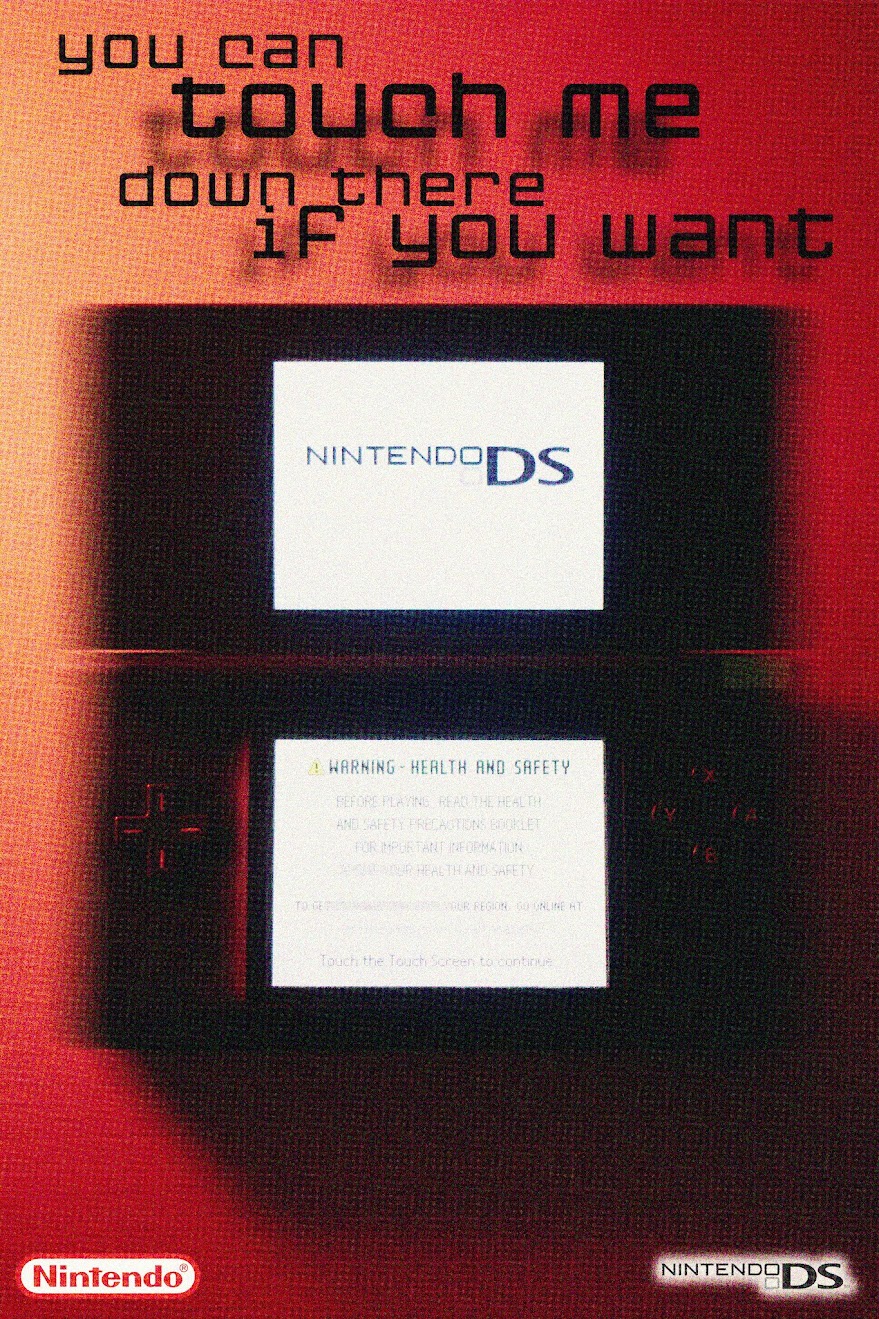 you can
touch me
down there
if you want
NINTENDO DS
WARNING - HEALTH AND SAFETY
BEFORE PLAYING, READ THE HEALTH
AND SAFETY PRECAUTIONS BOOKLET
FOR IMPORTANT INFORMATION
YOUR HEALTH AND SAFETY
TO GET YOUR REGION, GO ONLINE AT
Touch the Touch Screen to continue.
X
Y A
B
Nintendo®
NINTENDO DS